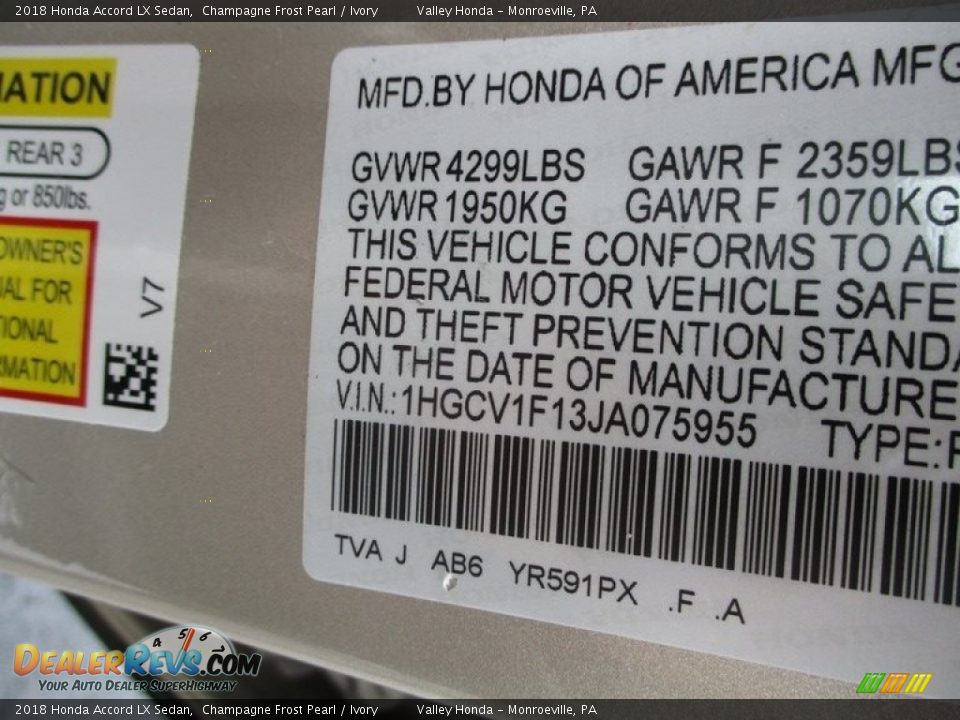 2018 Honda Accord LX Sedan, Champagne Frost Pearl / Ivory Valley Honda - Monroeville, PA
MATION
REAR 3
g or 850lbs.
OWNER'S
UAL FOR
TIONAL
RMATION
V7
MFD.BY HONDA OF AMERICA MFG
GVWR 4299LBS GAWR F 2359LBS
GVWR 1950KG GAWR F 1070KG
THIS VEHICLE CONFORMS TO AL
FEDERAL MOTOR VEHICLE SAFE
AND THEFT PREVENTION STANDA
ON THE DATE OF MANUFACTURE
V.I.N.: 1HGCV1F13JA075955 TYPE:P
TVA J AB6 YR591PX .F .A
4 5 6
DEALERREVS.COM
YOUR AUTO DEALER SUPERHIGHWAY
2018 Honda Accord LX Sedan, Champagne Frost Pearl / Ivory Valley Honda - Monroeville, PA